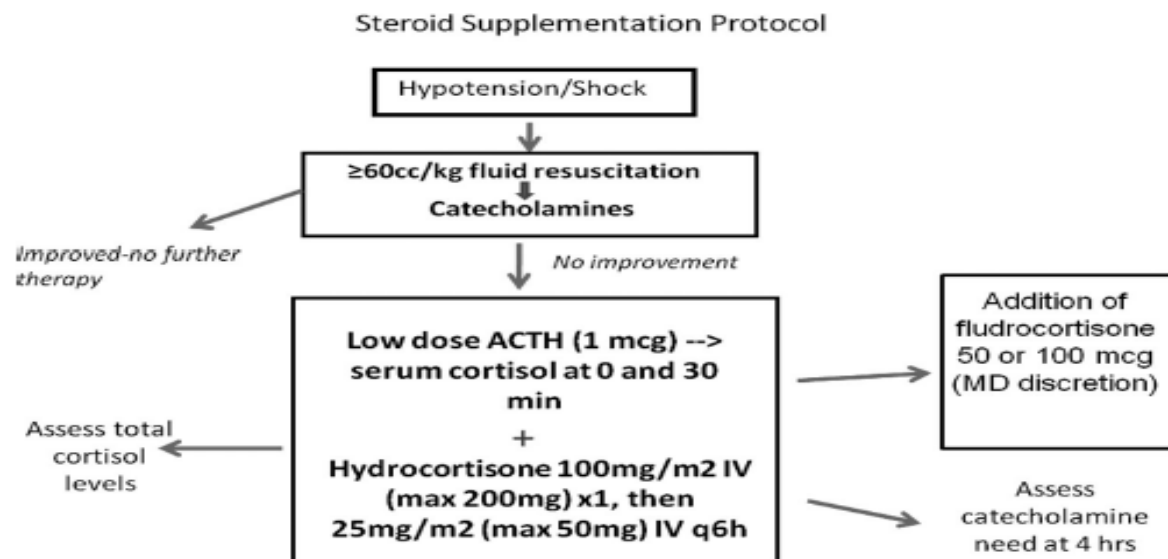 Steroid Supplementation Protocol
Hypotension/Shock
≥60cc/kg fluid resuscitation
Catecholamines
Improved-no further
therapy
No improvement
Low dose ACTH (1 mcg) -->
serum cortisol at 0 and 30
min
+
Hydrocortisone 100mg/m2 IV
(max 200mg) x1, then
25mg/m2 (max 50mg) IV q6h
Addition of
fludrocortisone
50 or 100 mcg
(MD discretion)
Assess total
cortisol
levels
Assess
catecholamine
need at 4 hrs